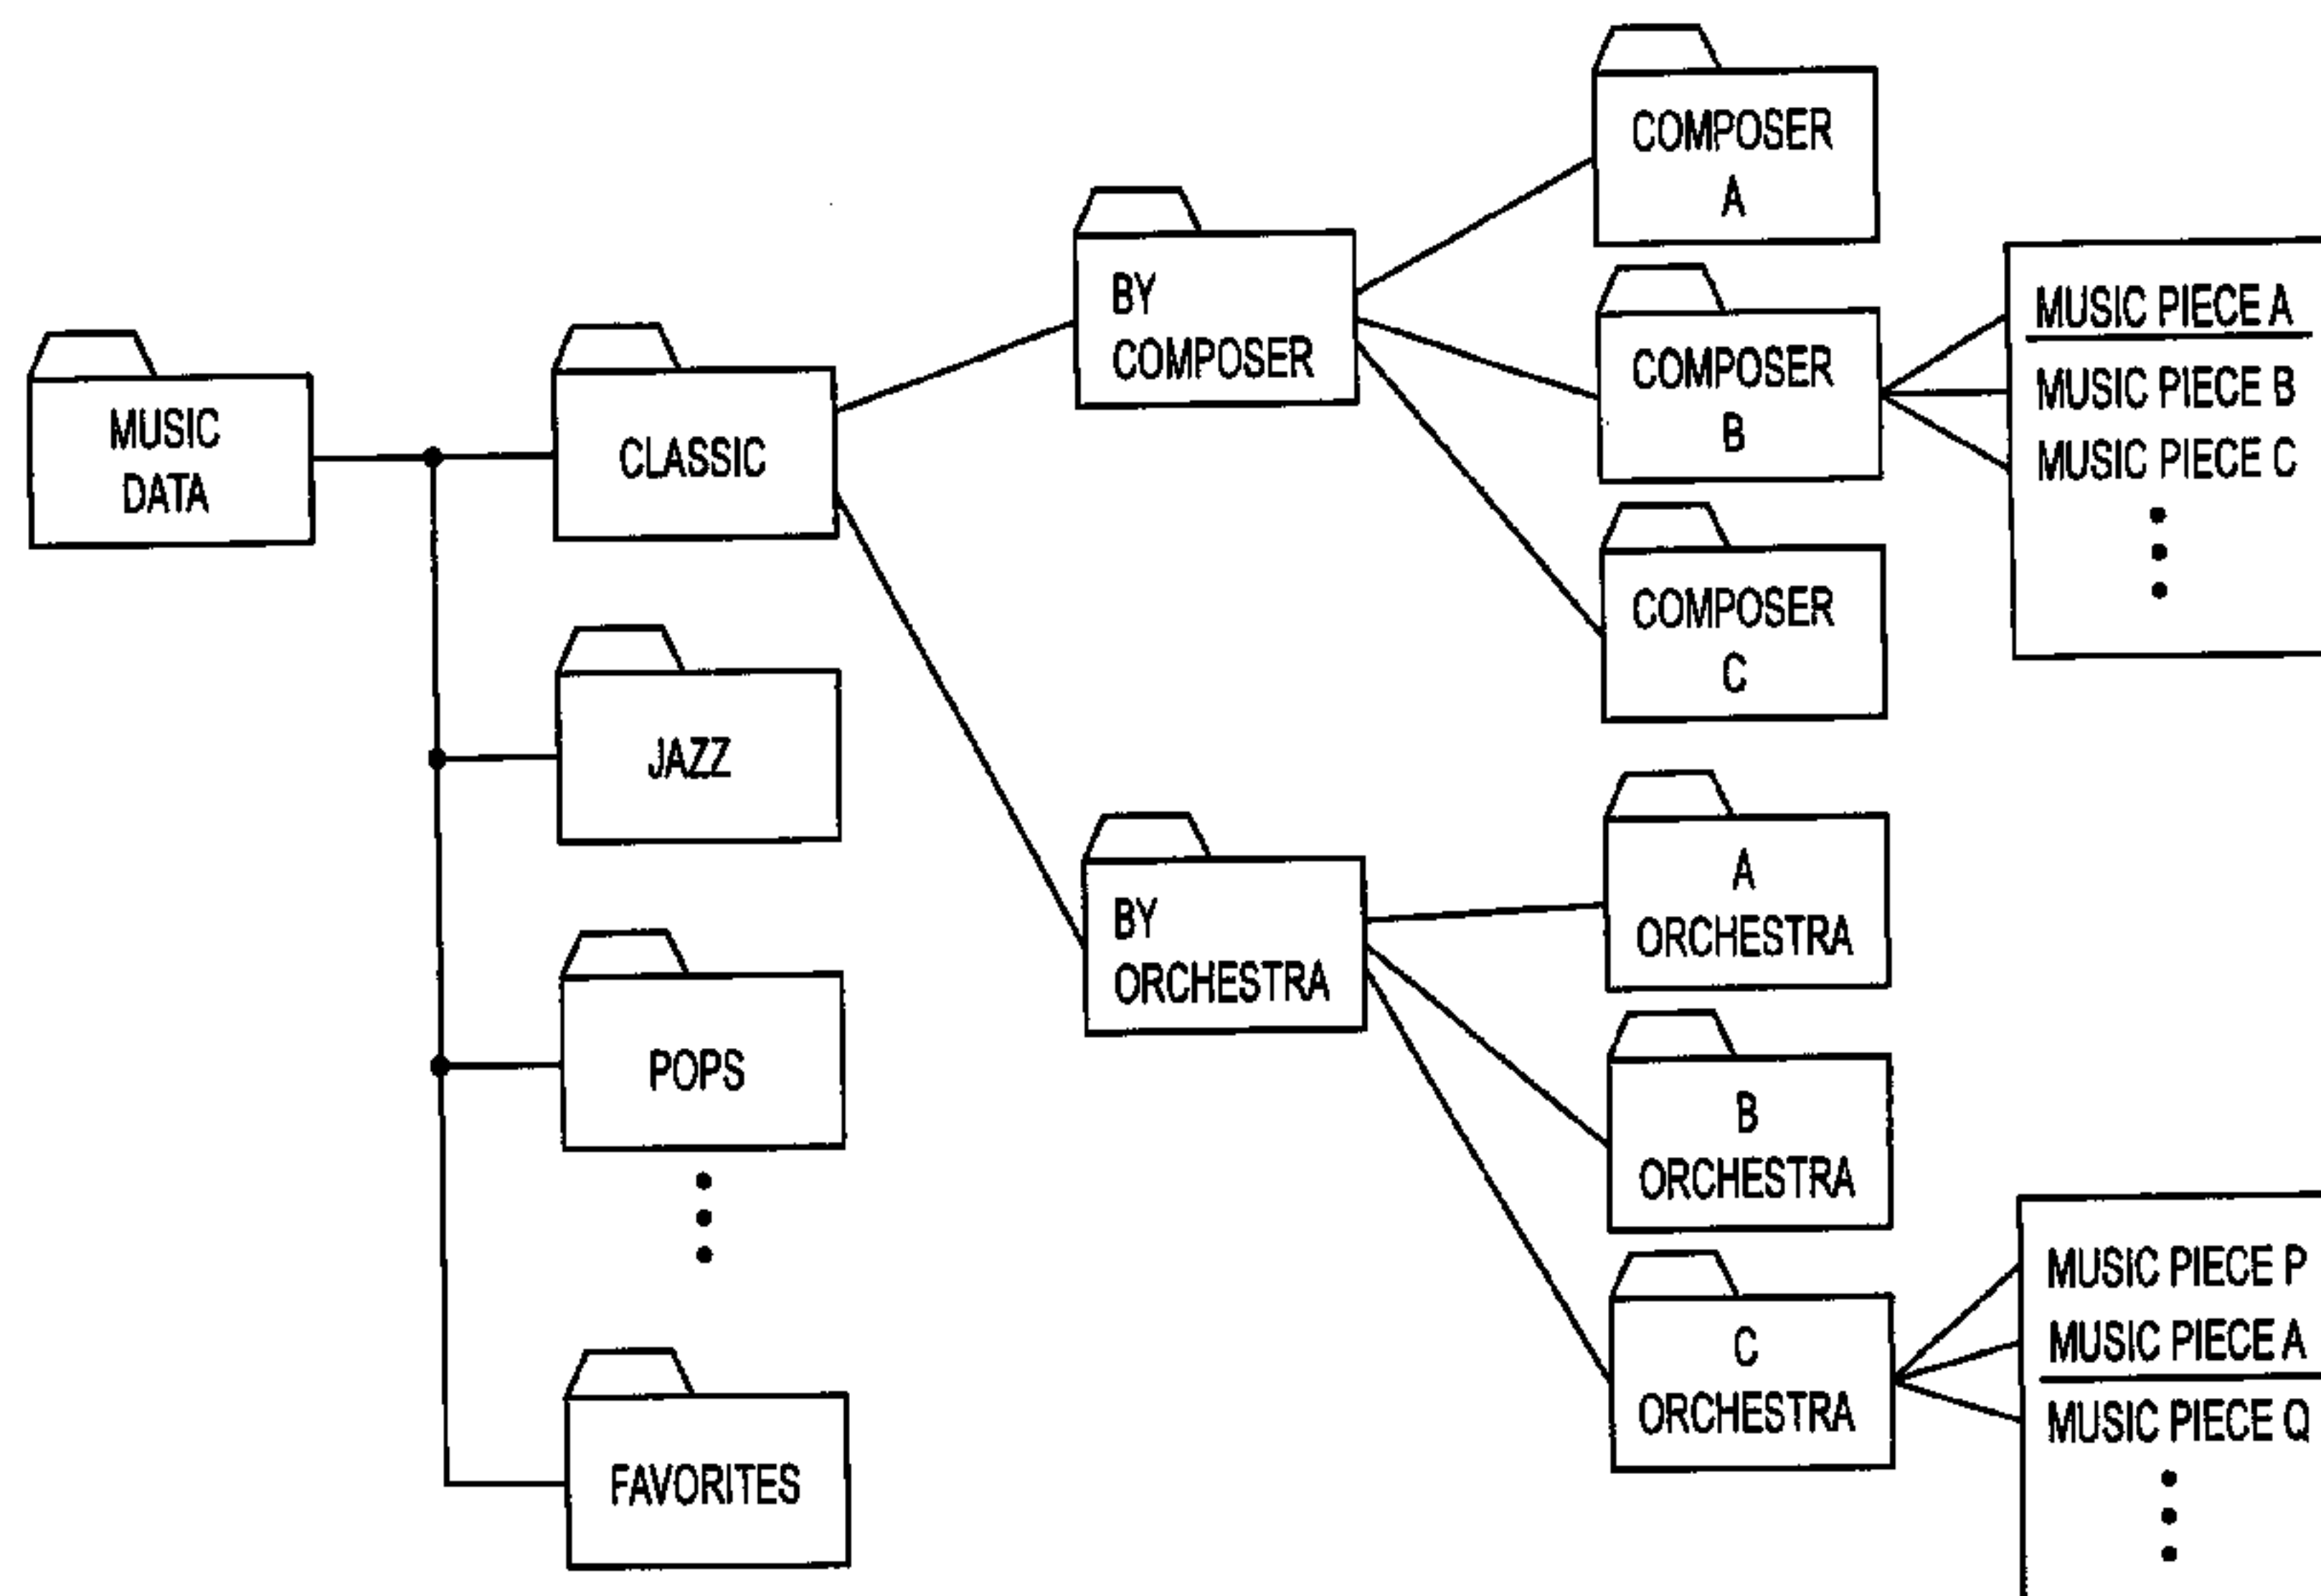 MUSIC
DATA
CLASSIC
JAZZ
POPS
FAVORITES
BY
COMPOSER
BY
ORCHESTRA
COMPOSER
A
COMPOSER
B
COMPOSER
C
A
ORCHESTRA
B
ORCHESTRA
C
ORCHESTRA
MUSIC PIECE A
MUSIC PIECE B
MUSIC PIECE C
MUSIC PIECE P
MUSIC PIECE A
MUSIC PIECE Q